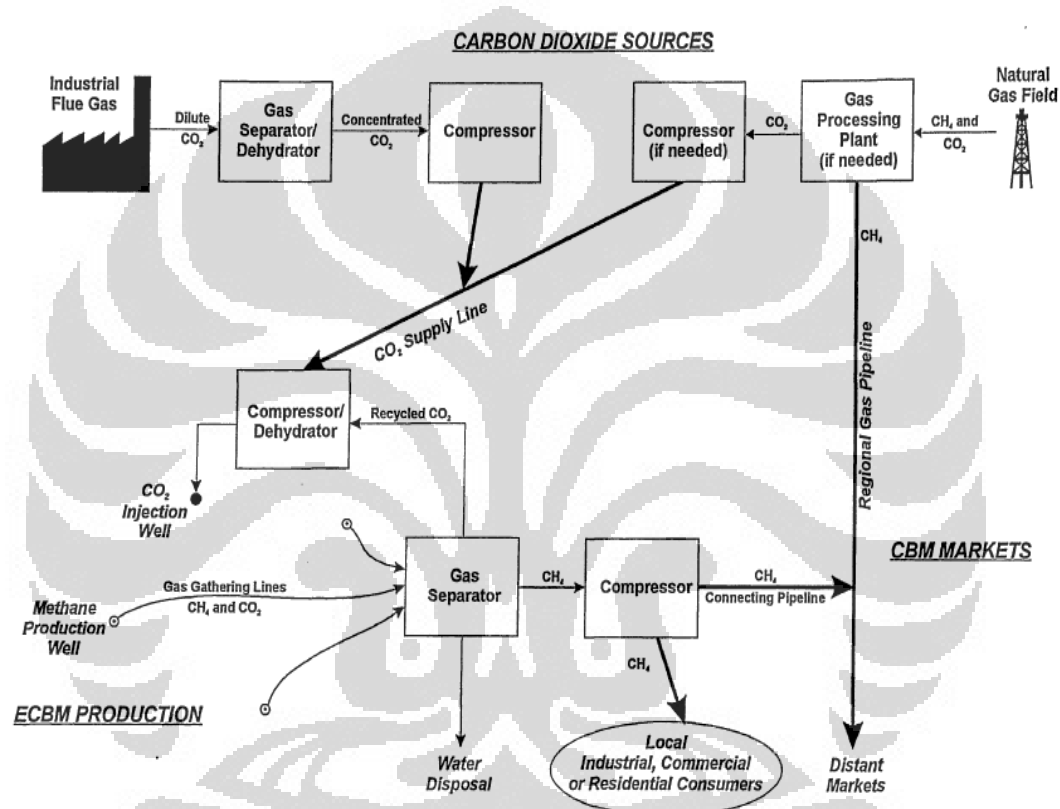 CARBON DIOXIDE SOURCES
Industrial
Flue Gas
Dilute
CO₂
Gas
Separator/
Dehydrator
Concentrated
CO₂
Compressor
Compressor
(if needed)
CO₂
Gas
Processing
Plant
(if needed)
CH₄ and
CO₂
Natural
Gas Field
CH₄
CO₂ Supply Line
Regional Gas Pipeline
Compressor/
Dehydrator
Recycled CO₂
CO₂
Injection
Well
CBM MARKETS
Gas Gathering Lines
CH₄ and CO₂
Methane
Production
Well
Gas
Separator
CH₄
Compressor
CH₄
Connecting Pipeline
CH₄
ECBM PRODUCTION
Water
Disposal
Local
Industrial, Commercial
or Residential Consumers
Distant
Markets